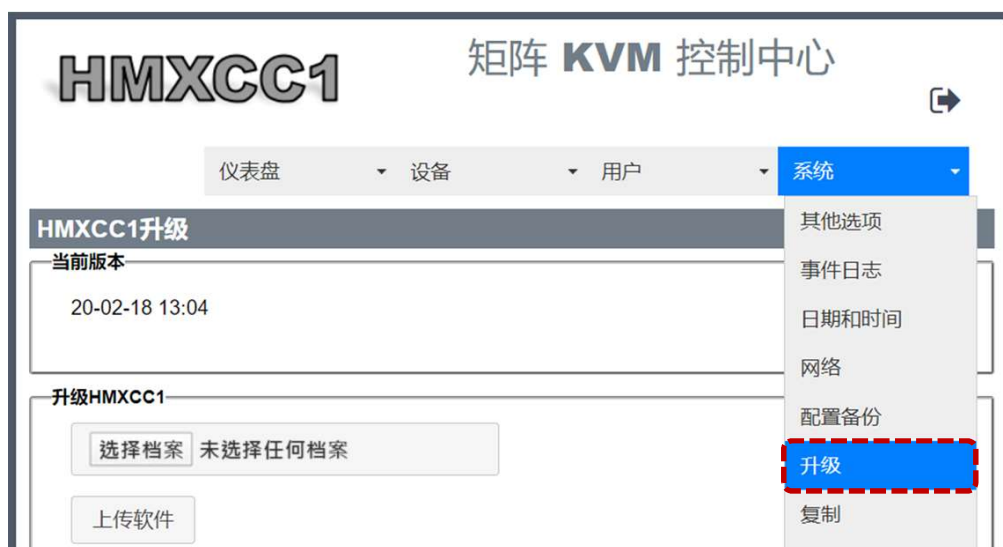 HMXCC1
矩阵 KVM 控制中心
仪表盘 设备 用户 系统
其他选项
HMXCC1升级
当前版本
事件日志
20-02-18 13:04
日期和时间
网络
升级HMXCC1
配置备份
选择档案 未选择任何档案
升级
上传软件
复制